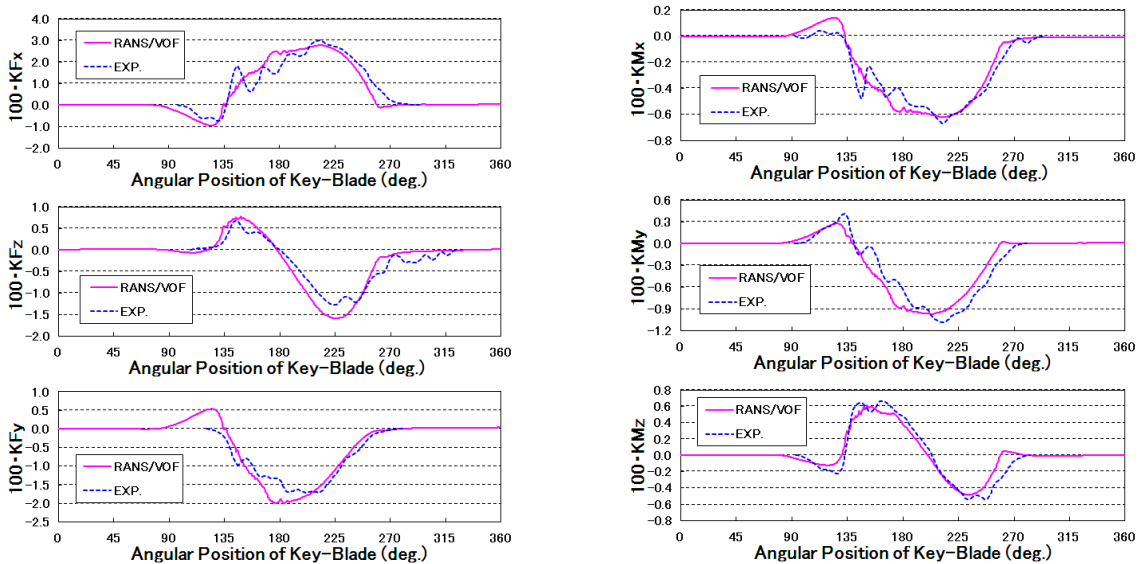 100·KFx
4.0
3.0
2.0
1.0
0.0
−1.0
−2.0
RANS/VOF
EXP.
0 45 90 135 180 225 270 315 360
Angular Position of Key−Blade (deg.)
100·KFz
1.0
0.5
0.0
−0.5
−1.0
−1.5
−2.0
RANS/VOF
EXP.
0 45 90 135 180 225 270 315 360
Angular Position of Key−Blade (deg.)
100·KFy
1.0
0.5
0.0
−0.5
−1.0
−1.5
−2.0
−2.5
RANS/VOF
EXP.
0 45 90 135 180 225 270 315 360
Angular Position of Key−Blade (deg.)
100·KMx
0.2
0.0
−0.2
−0.4
−0.6
−0.8
RANS/VOF
EXP.
0 45 90 135 180 225 270 315 360
Angular Position of Key−Blade (deg.)
100·KMy
0.6
0.3
0.0
−0.3
−0.6
−0.9
−1.2
RANS/VOF
EXP.
0 45 90 135 180 225 270 315 360
Angular Position of Key−Blade (deg.)
100·KMz
0.8
0.6
0.4
0.2
0.0
−0.2
−0.4
−0.6
−0.8
RANS/VOF
EXP.
0 45 90 135 180 225 270 315 360
Angular Position of Key−Blade (deg.)